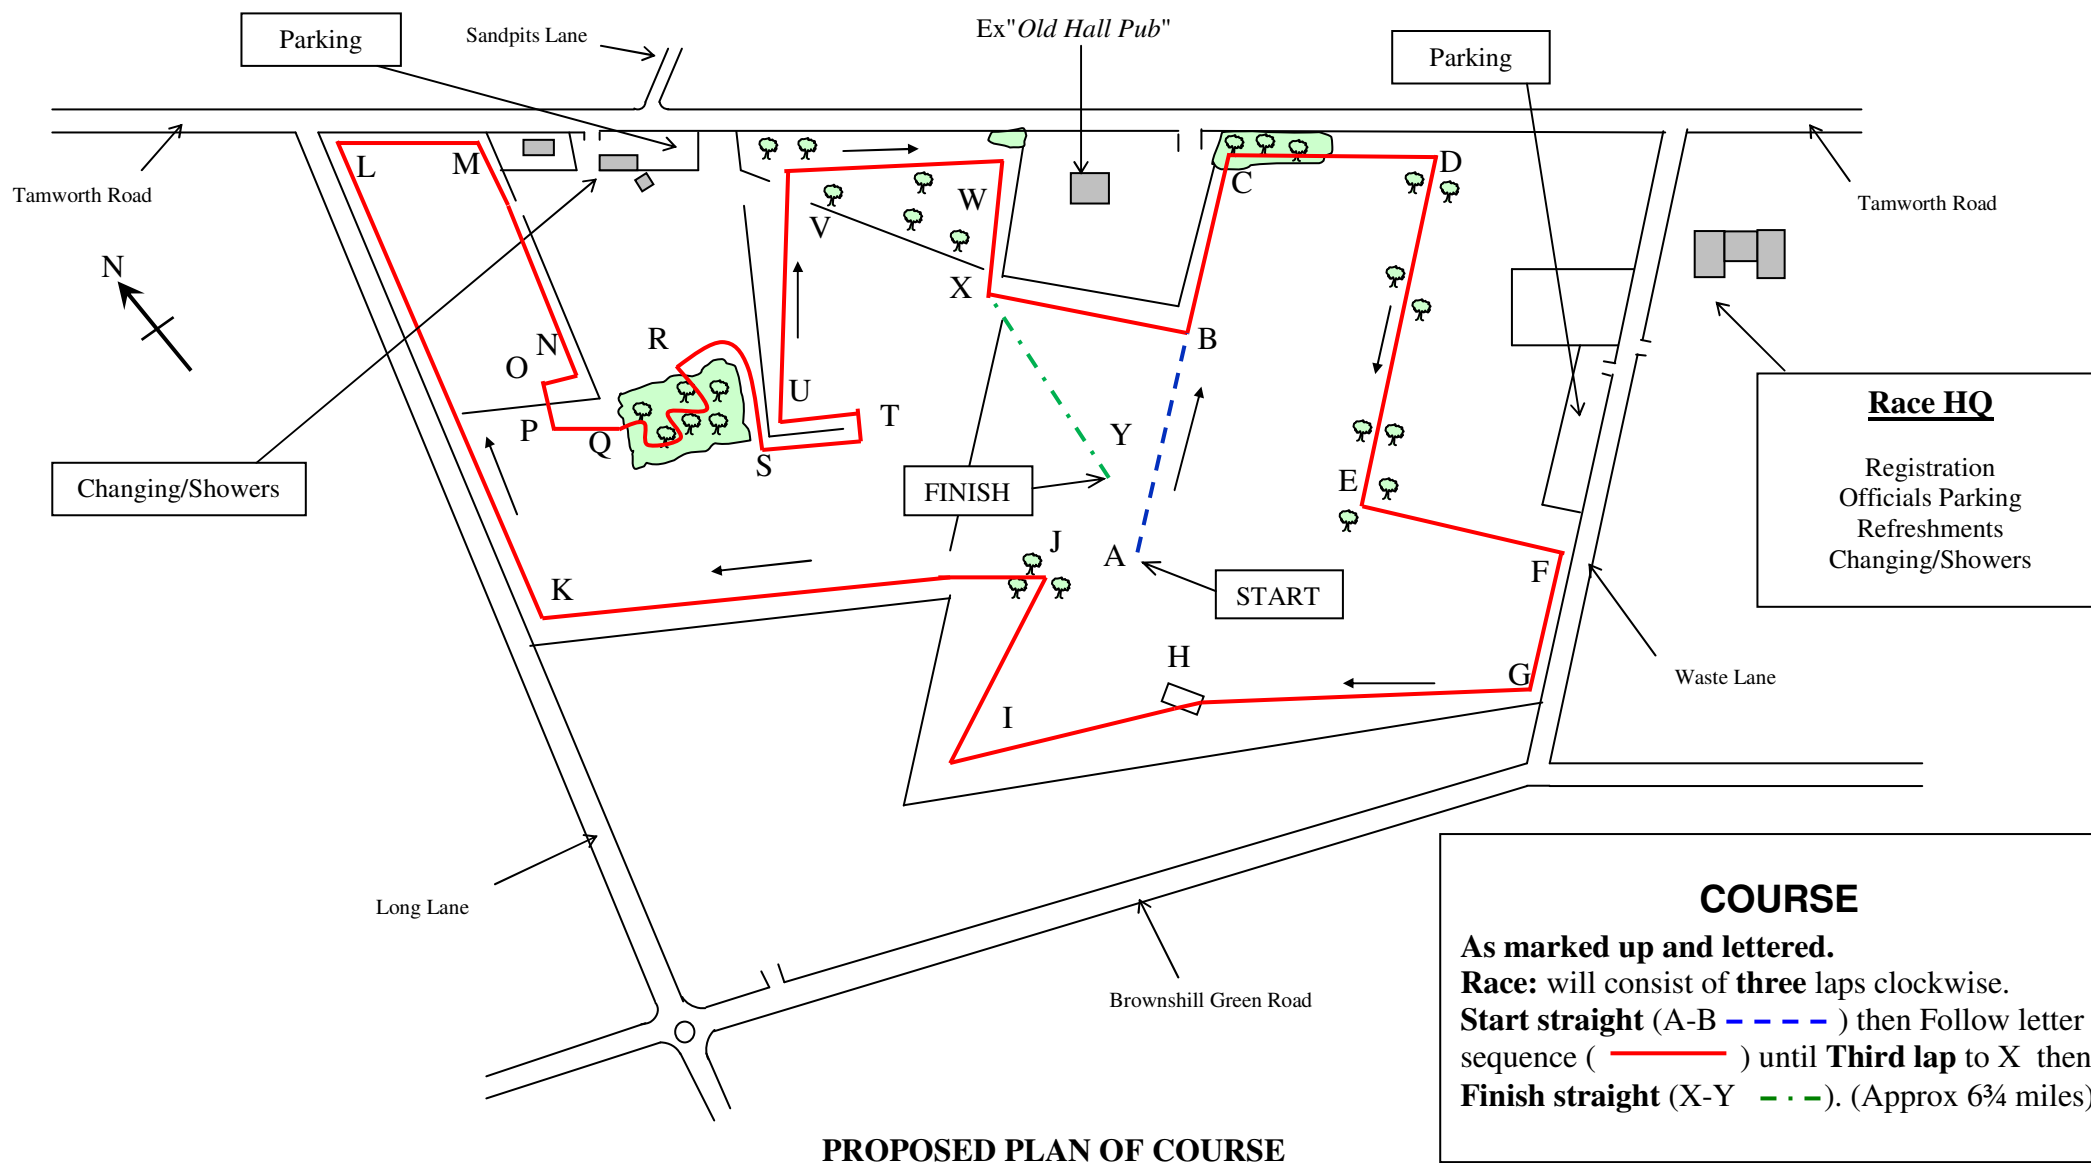 Parking
Sandpits Lane
Ex"Old Hall Pub"
Parking
L
M
C
D
Tamworth Road
W
Tamworth Road
V
N
X
R
N
B
O
Race HQ
U
T
P
Q
Y
S
E
Registration
Changing/Showers
FINISH
Officials Parking
Refreshments
J
A
Changing/Showers
F
K
START
H
G
Waste Lane
I
Long Lane
COURSE
As marked up and lettered.
Race: will consist of three laps clockwise.
Brownshill Green Road
Start straight (A-B ) then Follow letter
sequence ( ) until Third lap to X then
Finish straight (X-Y ). (Approx 6¾ miles)
PROPOSED PLAN OF COURSE